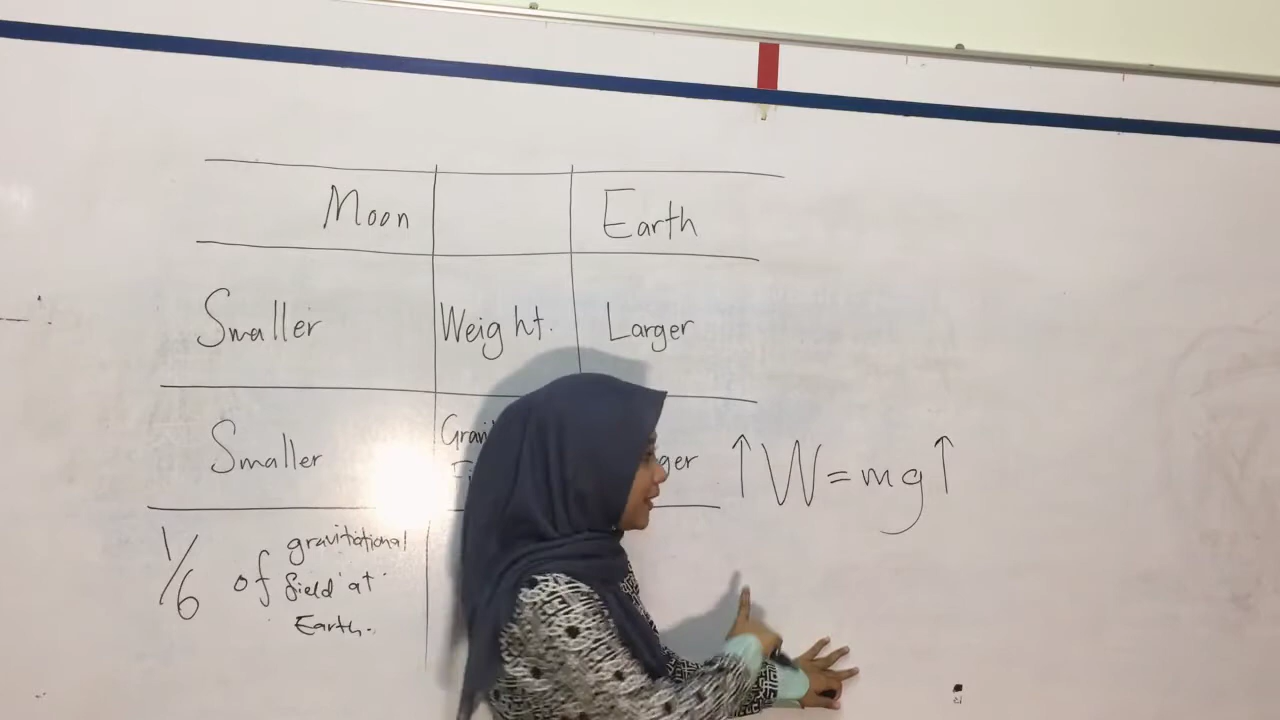 Moon Earth
Smaller Weight. Larger
Smaller ↑ W = mg ↑
1/6 of gravitational
field at
Earth.